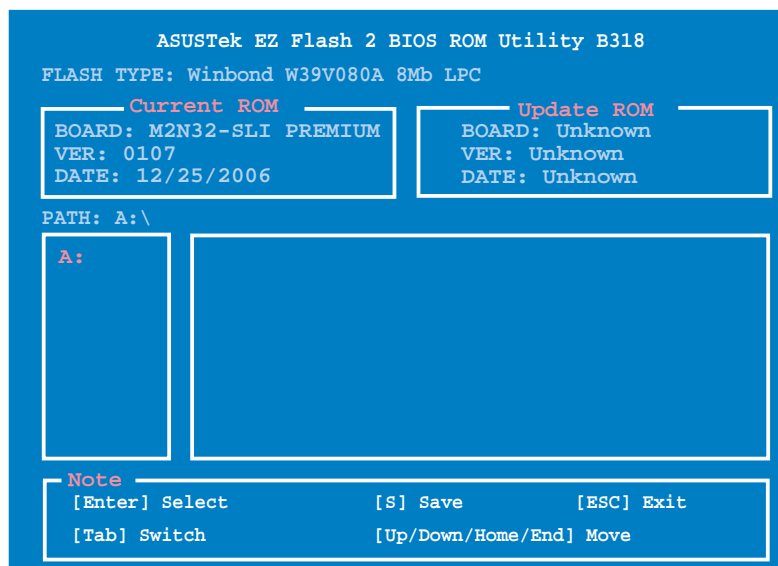 ASUSTek EZ Flash 2 BIOS ROM Utility B318
FLASH TYPE: Winbond W39V080A 8Mb LPC
Current ROM
BOARD: M2N32-SLI PREMIUM
VER: 0107
DATE: 12/25/2006
Update ROM
BOARD: Unknown
VER: Unknown
DATE: Unknown
PATH: A:\
A:
Note
[Enter] Select [S] Save [ESC] Exit
[Tab] Switch [Up/Down/Home/End] Move